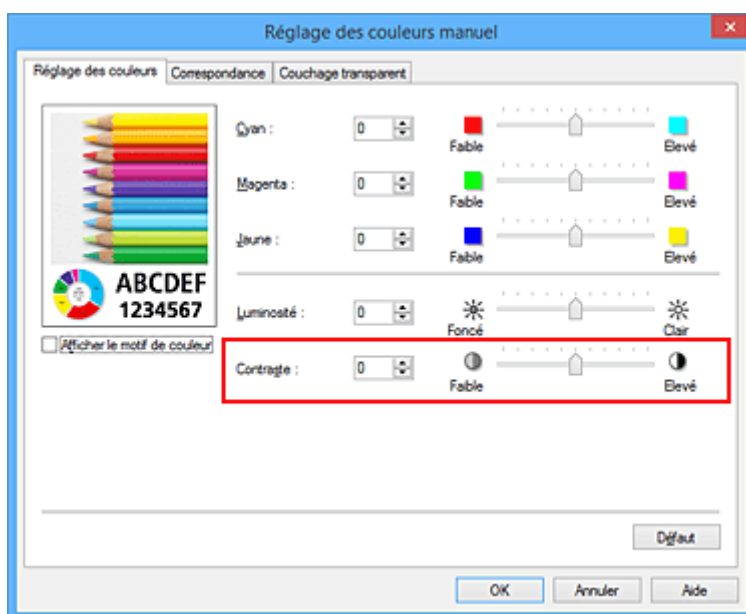 Réglage des couleurs manuel
Réglage des couleurs Correspondance Couchage transparent
Cyan : 0 Faible Elevé
Magenta : 0 Faible Elevé
Jaune : 0 Faible Elevé
ABCDEF
1234567
Luminosité : 0 Foncé Clair
Afficher le motif de couleur
Contraste : 0 Faible Elevé
Défaut
OK Annuler Aide